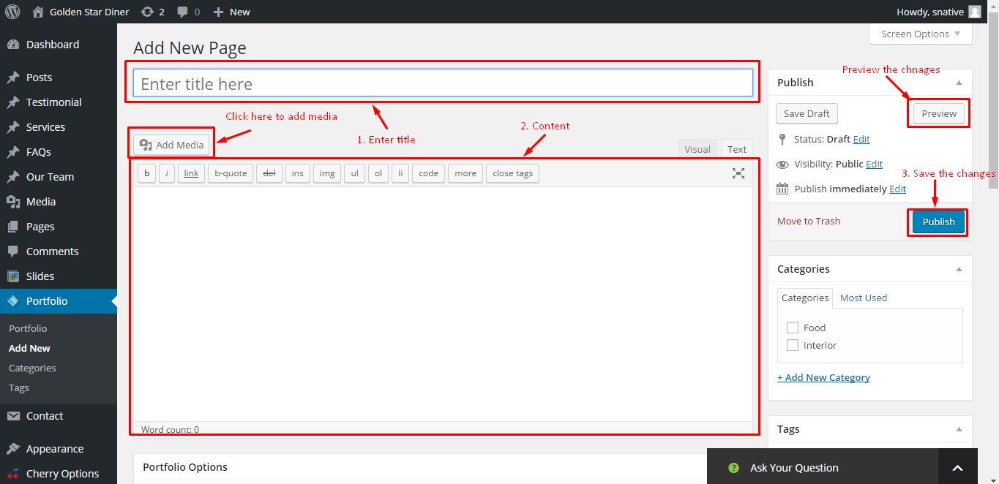 Golden Star Diner 2 0 + New Howdy, snative
Screen Options
Dashboard
Posts
Testimonial
Services
FAQs
Our Team
Media
Pages
Comments
Slides
Portfolio
Portfolio
Add New
Categories
Tags
Contact
Appearance
Cherry Options
Add New Page
Enter title here
Click here to add media
1. Enter title
2. Content
Add Media
Visual Text
b i link b-quote del ins img ul ol li code more close tags
Word count: 0
Portfolio Options
Preview the chnages
Publish
Save Draft Preview
Status: Draft Edit
Visibility: Public Edit
3. Save the changes
Publish immediately Edit
Move to Trash Publish
Categories
Categories Most Used
Food
Interior
+ Add New Category
Tags
? Ask Your Question